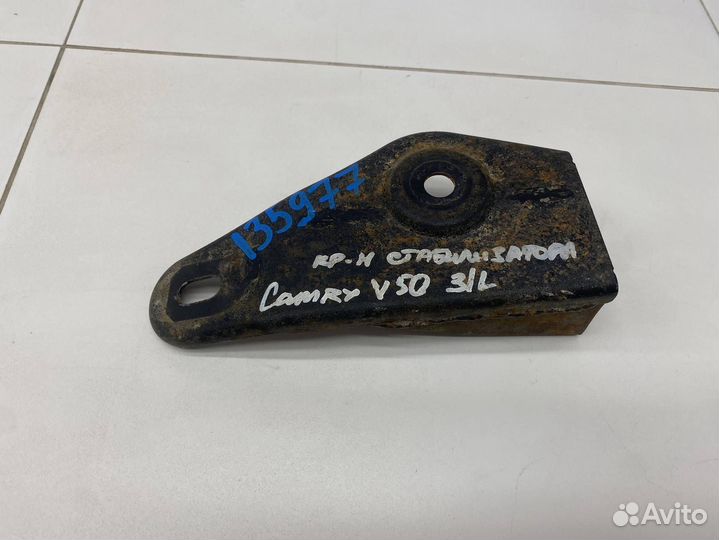 135977
КР-Н СТАБИЛИЗАТОРА
CAMRY V50 З/L
Avito